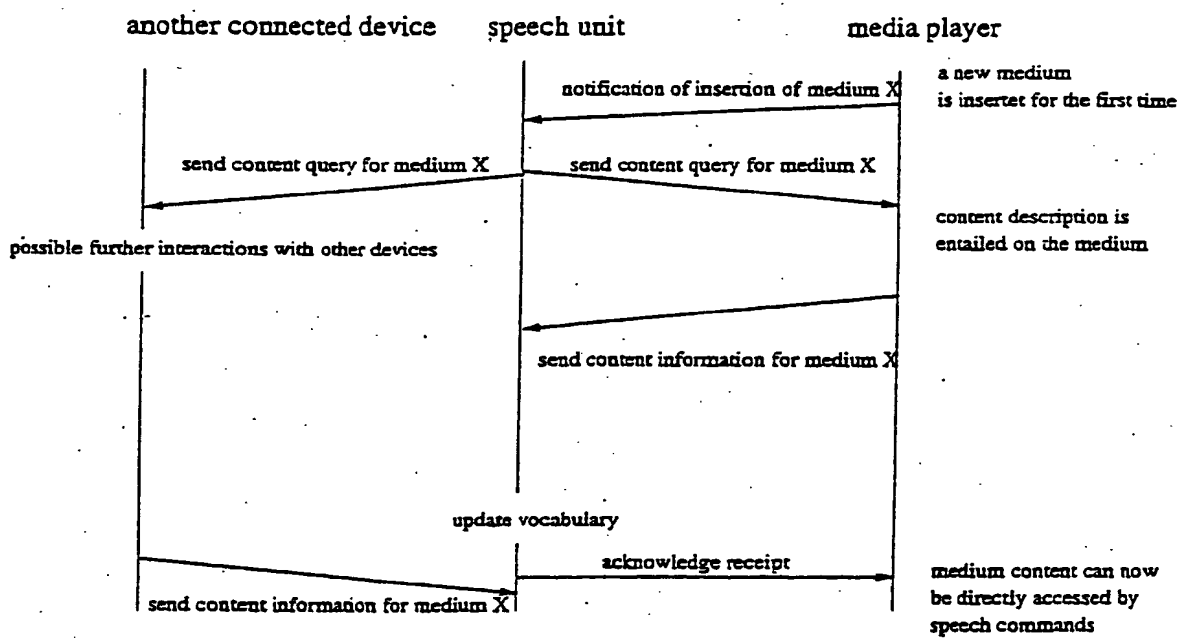 another connected device speech unit media player
a new medium
is insertet for the first time
notification of insertion of medium X
send content query for medium X send content query for medium X
content description is
entailed on the medium
possible further interactions with other devices
send content information for medium X
update vocabulary
acknowledge receipt
medium content can now
be directly accessed by
speech commands
send content information for medium X